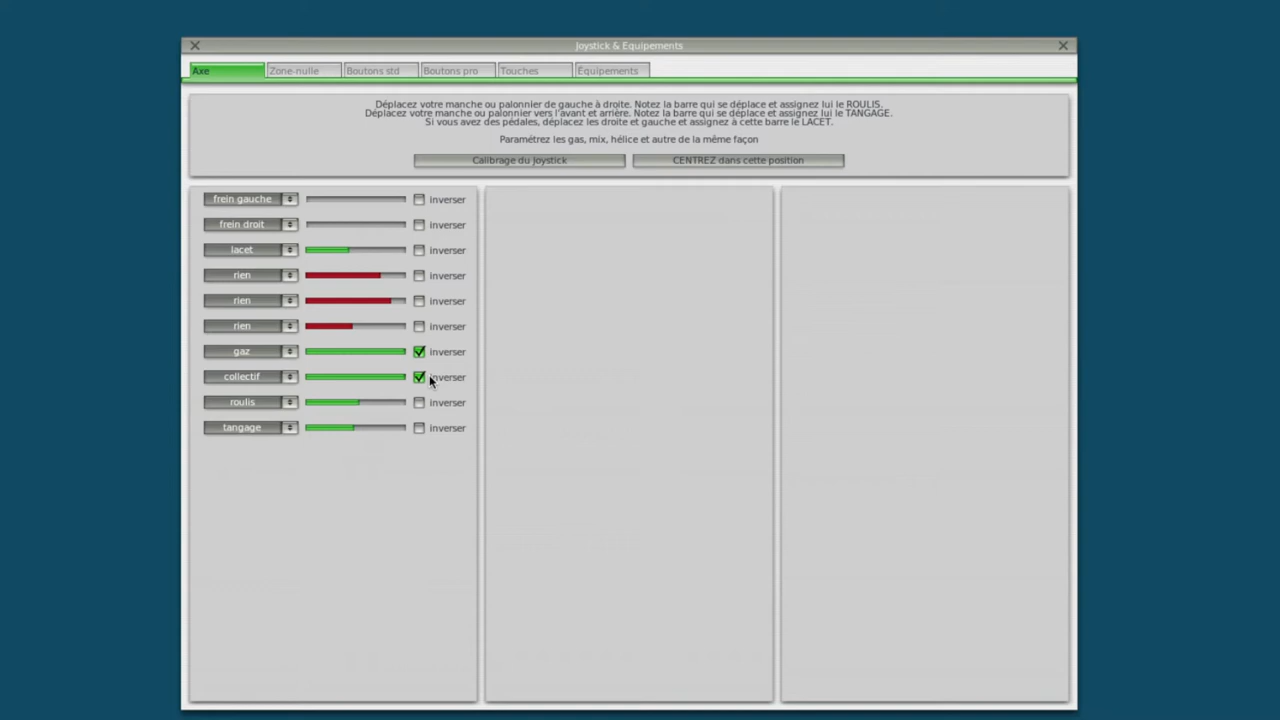 Joystick & Equipements
Axe
Zone-nulle
Boutons std
Boutons pro
Touches
Équipements
Déplacez votre manche ou palonnier de gauche à droite. Notez la barre qui se déplace et assignez lui le ROULIS.
Déplacez votre manche ou palonnier vers l'avant et arrière. Notez la barre qui se déplace et assignez lui le TANGAGE.
Si vous avez des pédales, déplacez les droite et gauche et assignez à cette barre le LACET.
Paramétrez les gas, mix, hélice et autre de la même façon
Calibrage du Joystick
CENTREZ dans cette position
frein gauche inverser
frein droit inverser
lacet inverser
rien inverser
rien inverser
rien inverser
gaz inverser
collectif inverser
roulis inverser
tangage inverser